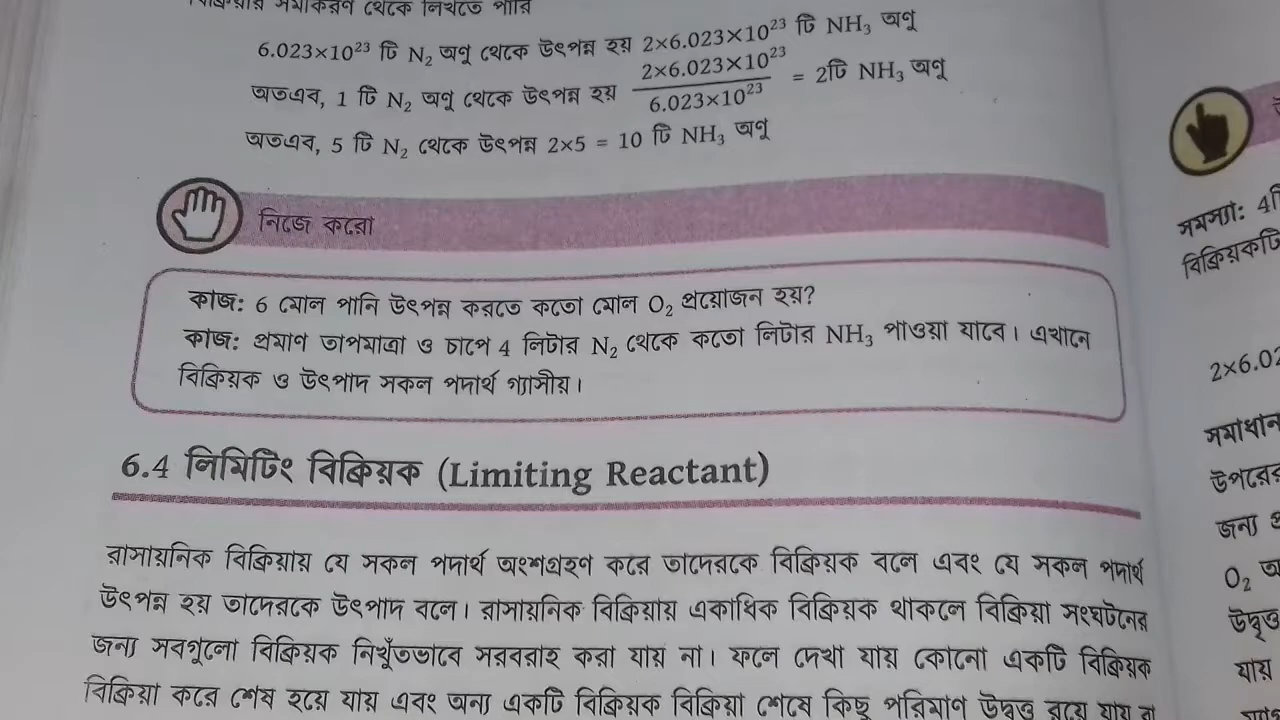 বিক্রিয়ার সমীকরণ থেকে লিখতে পারি
6.023×10²³ টি N₂ অণু থেকে উৎপন্ন হয় 2×6.023×10²³ টি NH₃ অণু
অতএব, 1 টি N₂ অণু থেকে উৎপন্ন হয় 2×6.023×10²³ / 6.023×10²³ = 2টি NH₃ অণু
অতএব, 5 টি N₂ থেকে উৎপন্ন 2×5 = 10 টি NH₃ অণু
নিজে করো
কাজ: 6 মোল পানি উৎপন্ন করতে কতো মোল O₂ প্রয়োজন হয়?
কাজ: প্রমাণ তাপমাত্রা ও চাপে 4 লিটার N₂ থেকে কতো লিটার NH₃ পাওয়া যাবে। এখানে
বিক্রিয়ক ও উৎপাদ সকল পদার্থ গ্যাসীয়।
6.4 লিমিটিং বিক্রিয়ক (Limiting Reactant)
রাসায়নিক বিক্রিয়ায় যে সকল পদার্থ অংশগ্রহণ করে তাদেরকে বিক্রিয়ক বলে এবং যে সকল পদার্থ
উৎপন্ন হয় তাদেরকে উৎপাদ বলে। রাসায়নিক বিক্রিয়ায় একাধিক বিক্রিয়ক থাকলে বিক্রিয়া সংঘটনের
জন্য সবগুলো বিক্রিয়ক নিখুঁতভাবে সরবরাহ করা যায় না। ফলে দেখা যায় কোনো একটি বিক্রিয়ক
বিক্রিয়া করে শেষ হয়ে যায় এবং অন্য একটি বিক্রিয়ক বিক্রিয়া শেষে কিছু পরিমাণ উদ্বৃত্ত রয়ে যায় বা
সমস্যা: 4টি
বিক্রিয়কটি
2×6.02
সমাধান
উপরের
জন্য
O₂
উদ্বৃত্ত
যায়